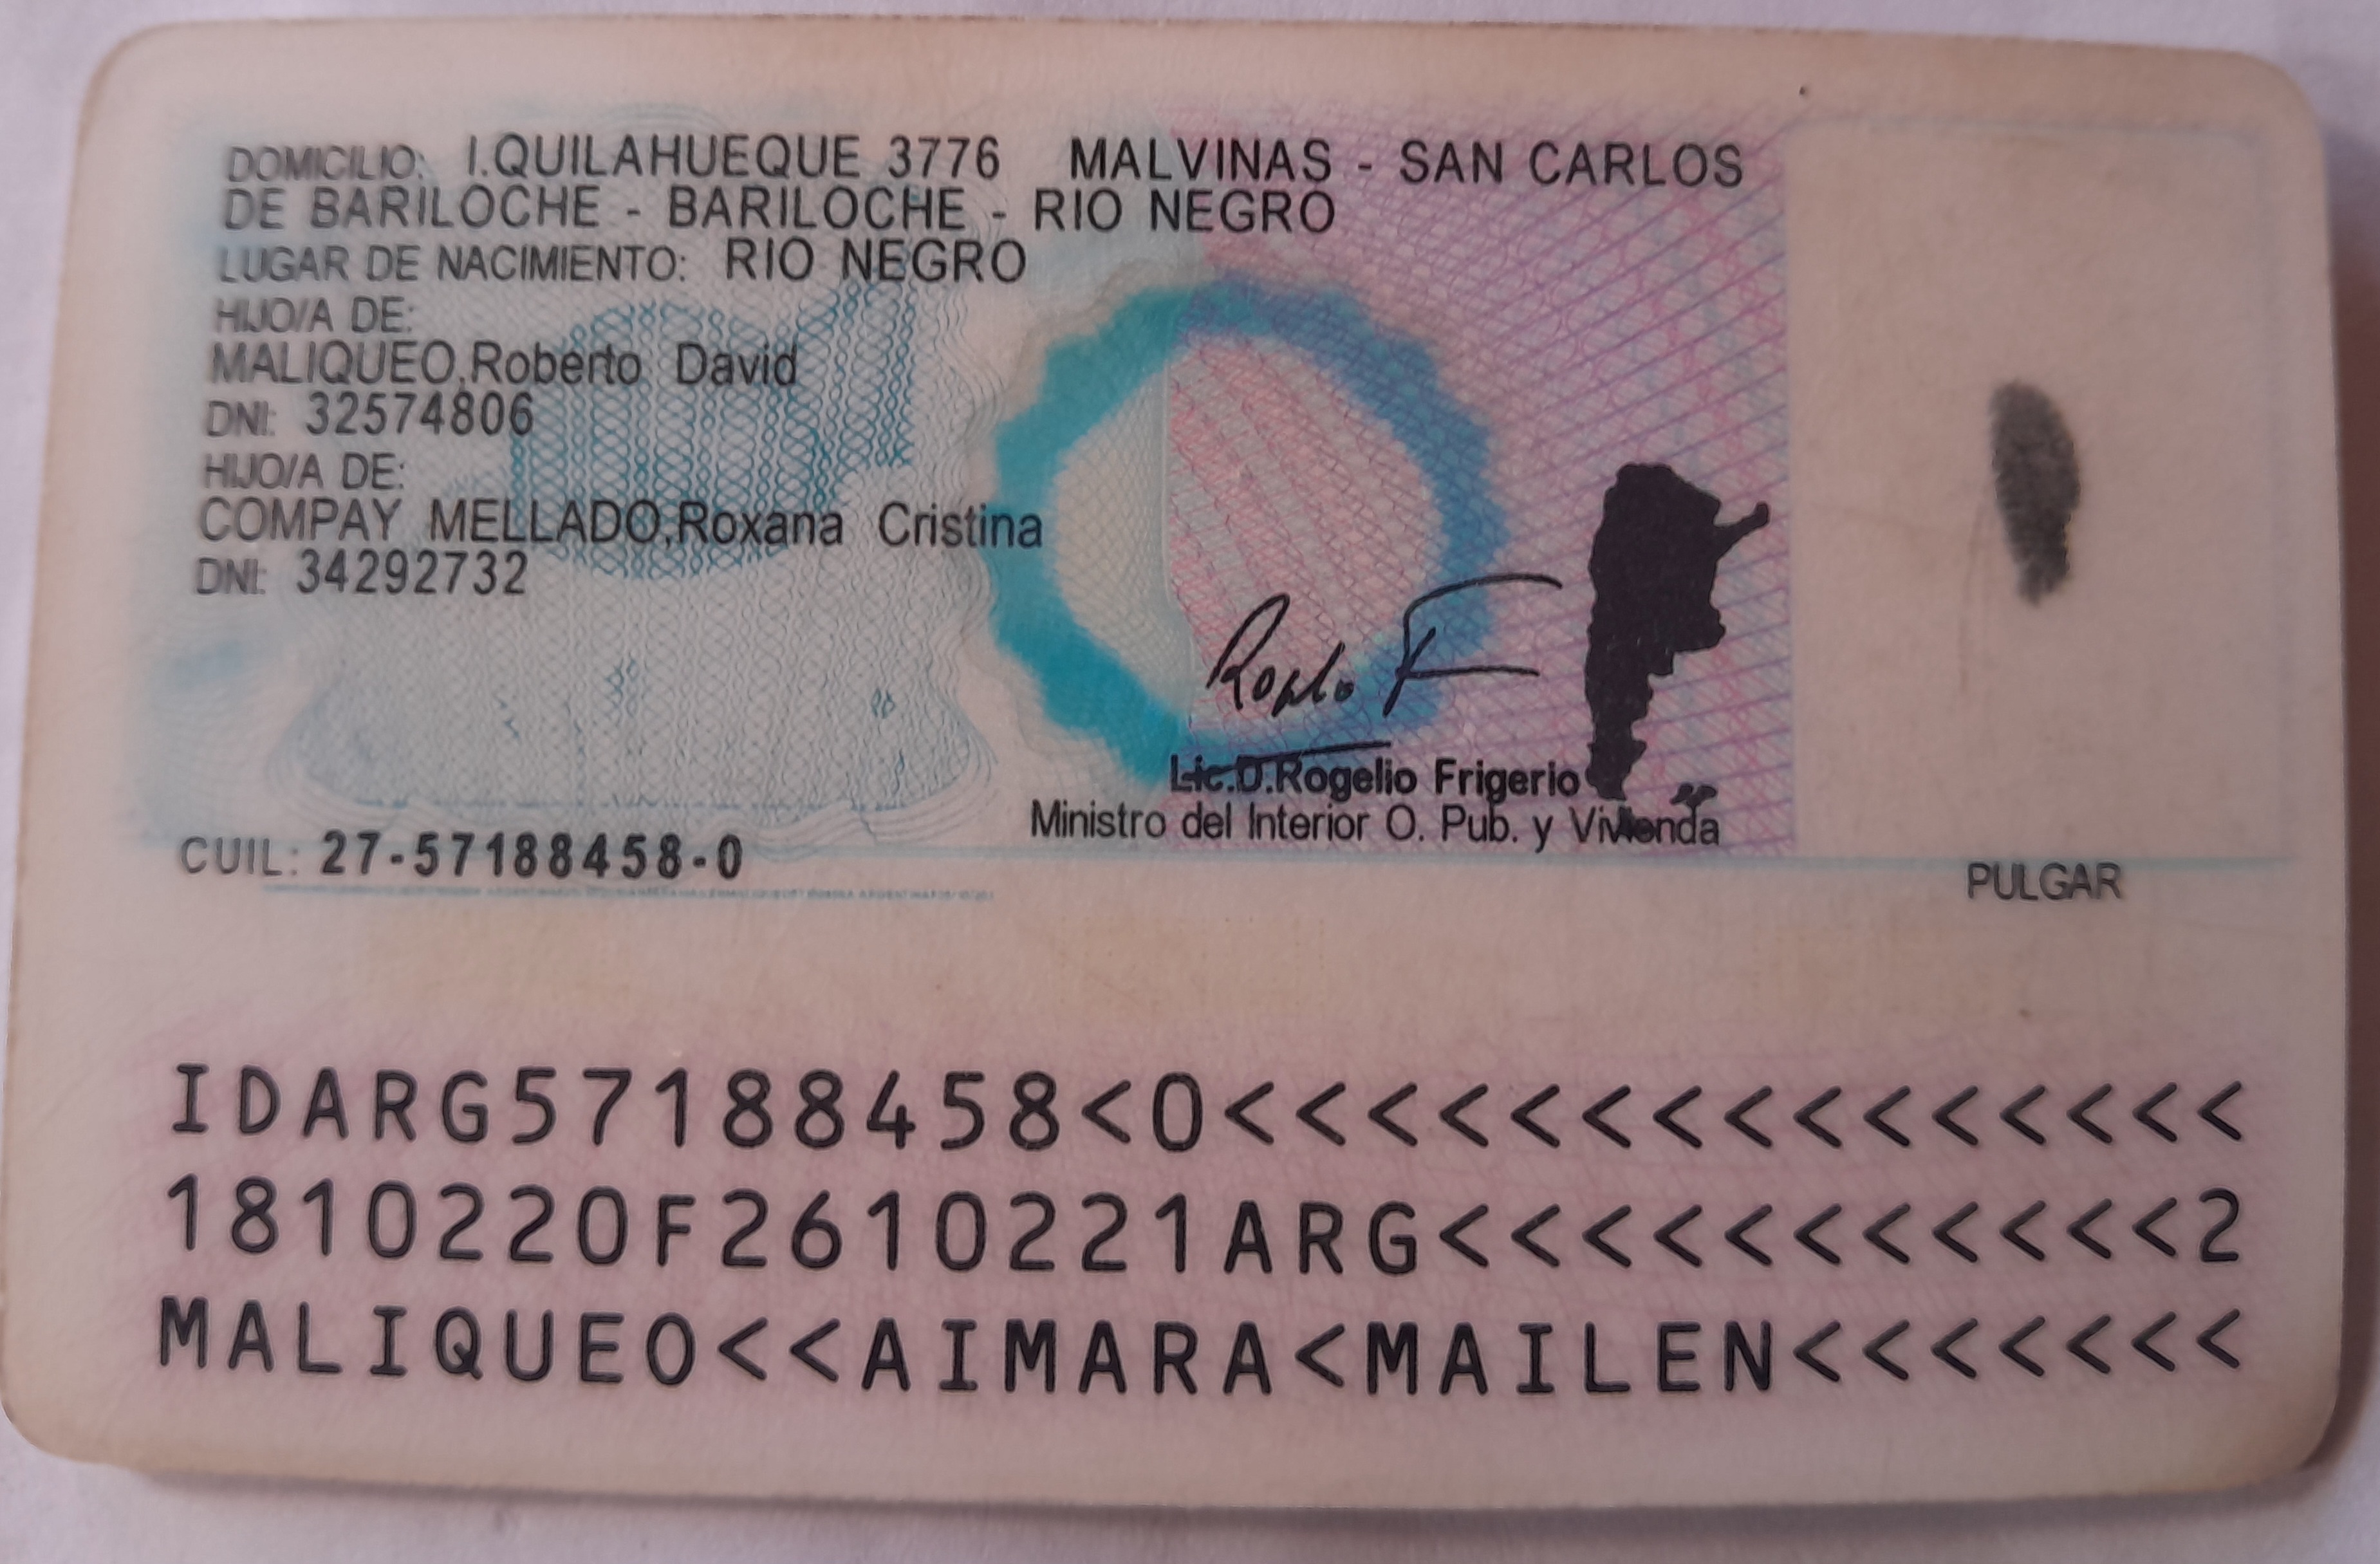 DOMICILIO: I.QUILAHUEQUE 3776 MALVINAS - SAN CARLOS
DE BARILOCHE - BARILOCHE - RIO NEGRO
LUGAR DE NACIMIENTO: RIO NEGRO
HIJO/A DE:
MALIQUEO,Roberto David
DNI: 32574806
HIJO/A DE:
COMPAY MELLADO,Roxana Cristina
DNI: 34292732
Lic.D.Rogelio Frigerio
Ministro del Interior O. Pub. y Vivienda
CUIL: 27-57188458-0
PULGAR
IDARG57188458<0<<<<<<<<<<<<<<<
1810220F2610221ARG<<<<<<<<<<<2
MALIQUEO<<AIMARA<MAILEN<<<<<<<